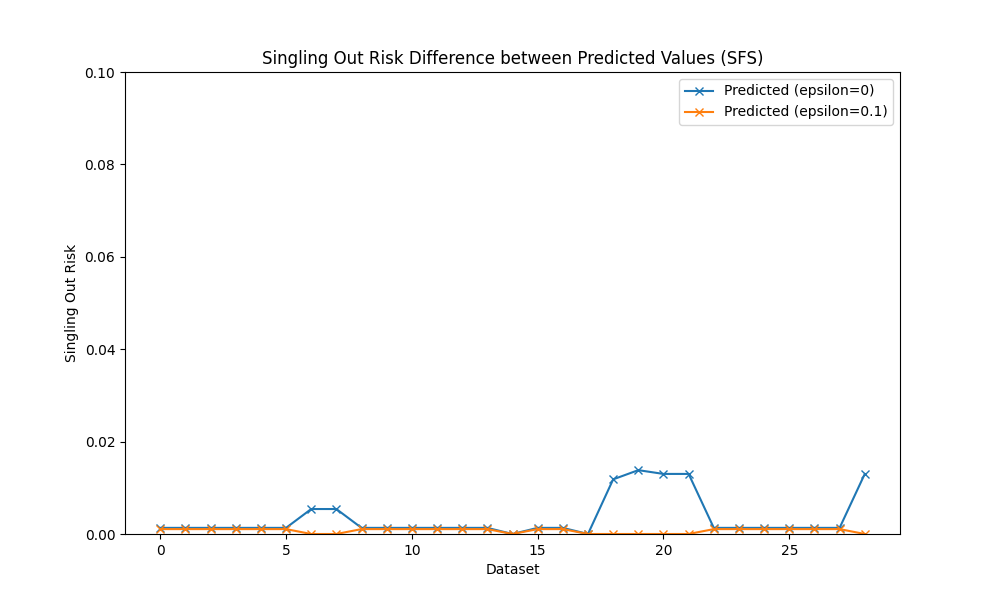 Singling Out Risk Difference between Predicted Values (SFS)
Predicted (epsilon=0)
Predicted (epsilon=0.1)
0.10
0.08
0.06
0.04
0.02
0.00
Singling Out Risk
0 5 10 15 20 25
Dataset